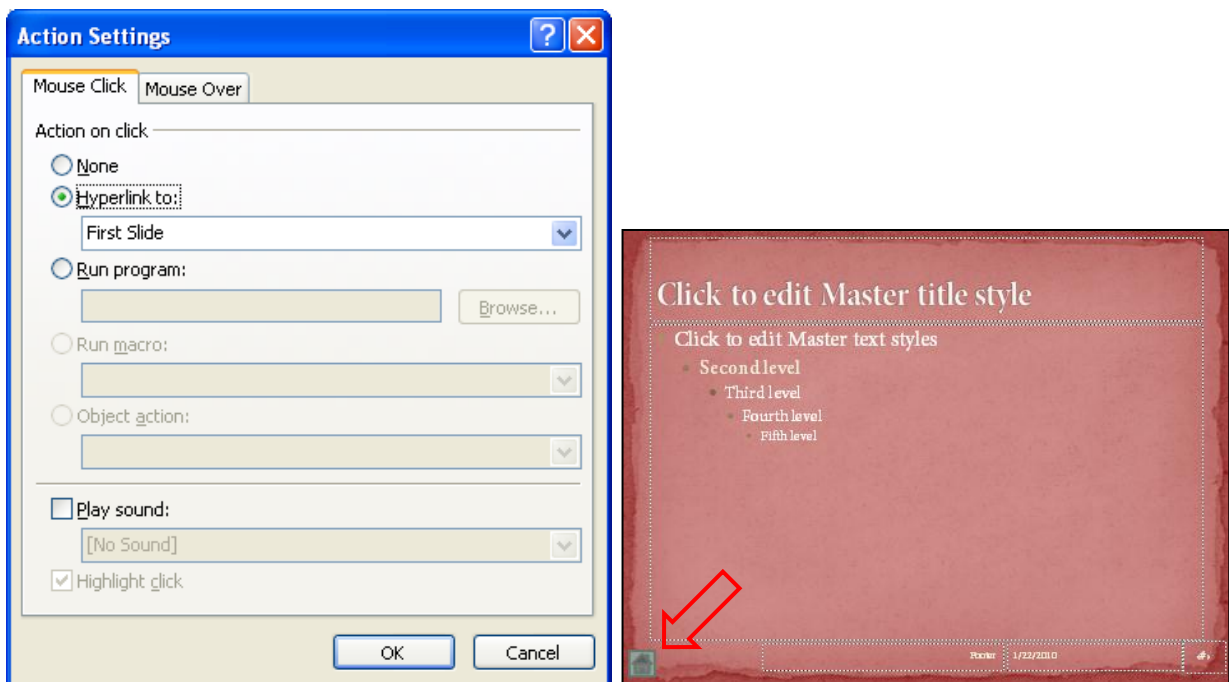 Action Settings
Mouse Click
Mouse Over
Action on click
None
Hyperlink to:
First Slide
Run program:
Browse...
Run macro:
Object action:
Play sound:
[No Sound]
Highlight click
OK
Cancel
Click to edit Master title style
Click to edit Master text styles
Second level
Third level
Fourth level
Fifth level
Footer
1/22/2010
‹#›